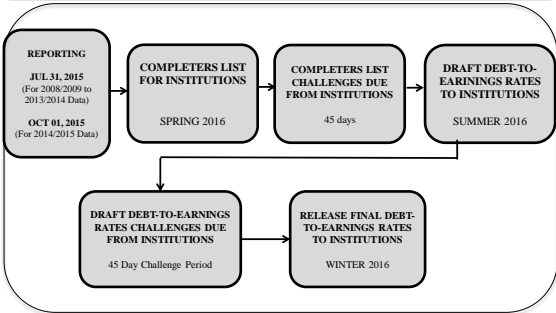 REPORTING
JUL 31, 2015
(For 2008/2009 to
2013/2014 Data)
OCT 01, 2015
(For 2014/2015 Data)
COMPLETERS LIST
FOR INSTITUTIONS
SPRING 2016
COMPLETERS LIST
CHALLENGES DUE
FROM INSTITUTIONS
45 days
DRAFT DEBT-TO-
EARININGS RATES
TO INSTITUTIONS
SUMMER 2016
DRAFT DEBT-TO-EARNINGS
RATES CHALLENGES DUE
FROM INSTITUTIONS
45 Day Challenge Period
RELEASE FINAL DEBT-
TO-EARNINGS RATES
TO INSTITUTIONS
WINTER 2016